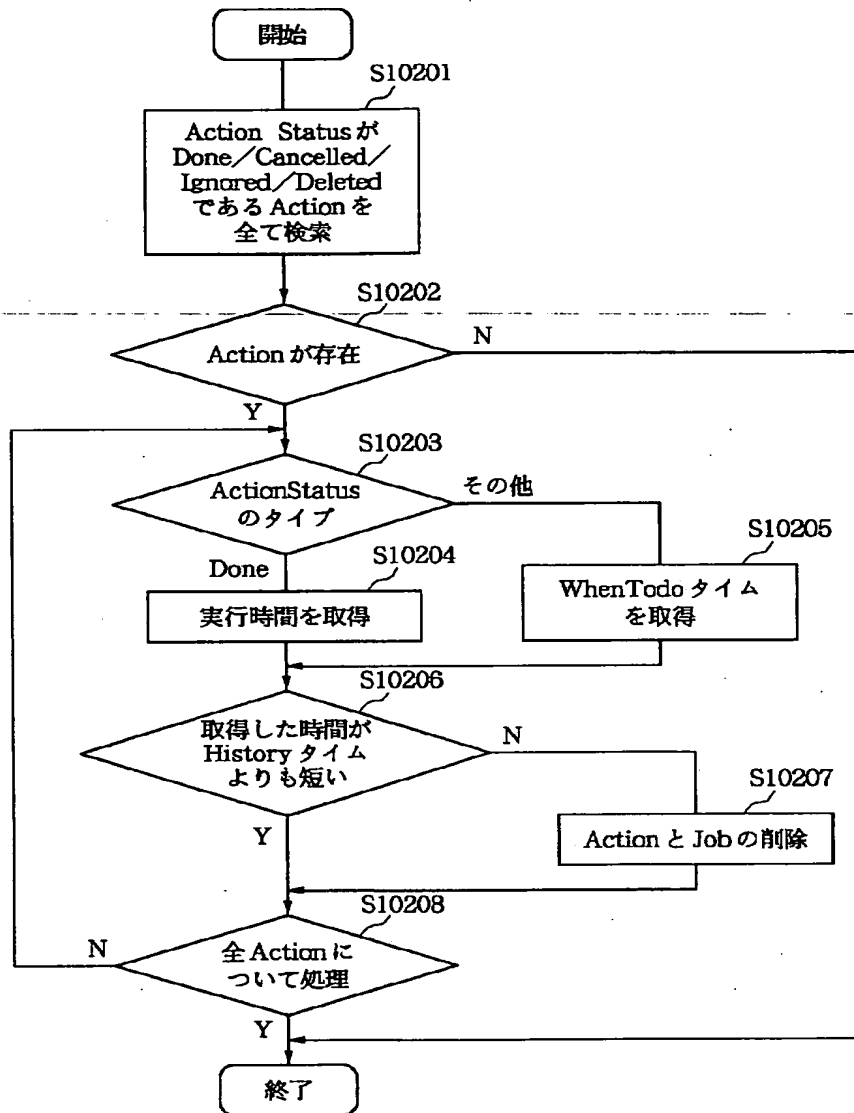 開始
S10201
Action Statusが
Done／Cancelled／
Ignored／Deleted
であるActionを
全て検索
S10202
Actionが存在
N
Y
S10203
ActionStatus
のタイプ
その他
Done
S10204
実行時間を取得
S10205
WhenTodoタイム
を取得
S10206
取得した時間が
Historyタイム
よりも短い
N
Y
S10207
ActionとJobの削除
S10208
全Actionに
ついて処理
N
Y
終了